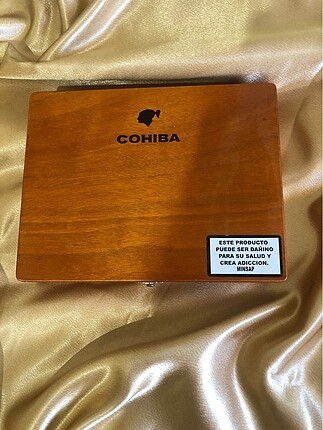 COHIBA
ESTE PRODUCTO
PUEDE SER DAÑINO
PARA SU SALUD Y
CREA ADICCION.
MINSAP